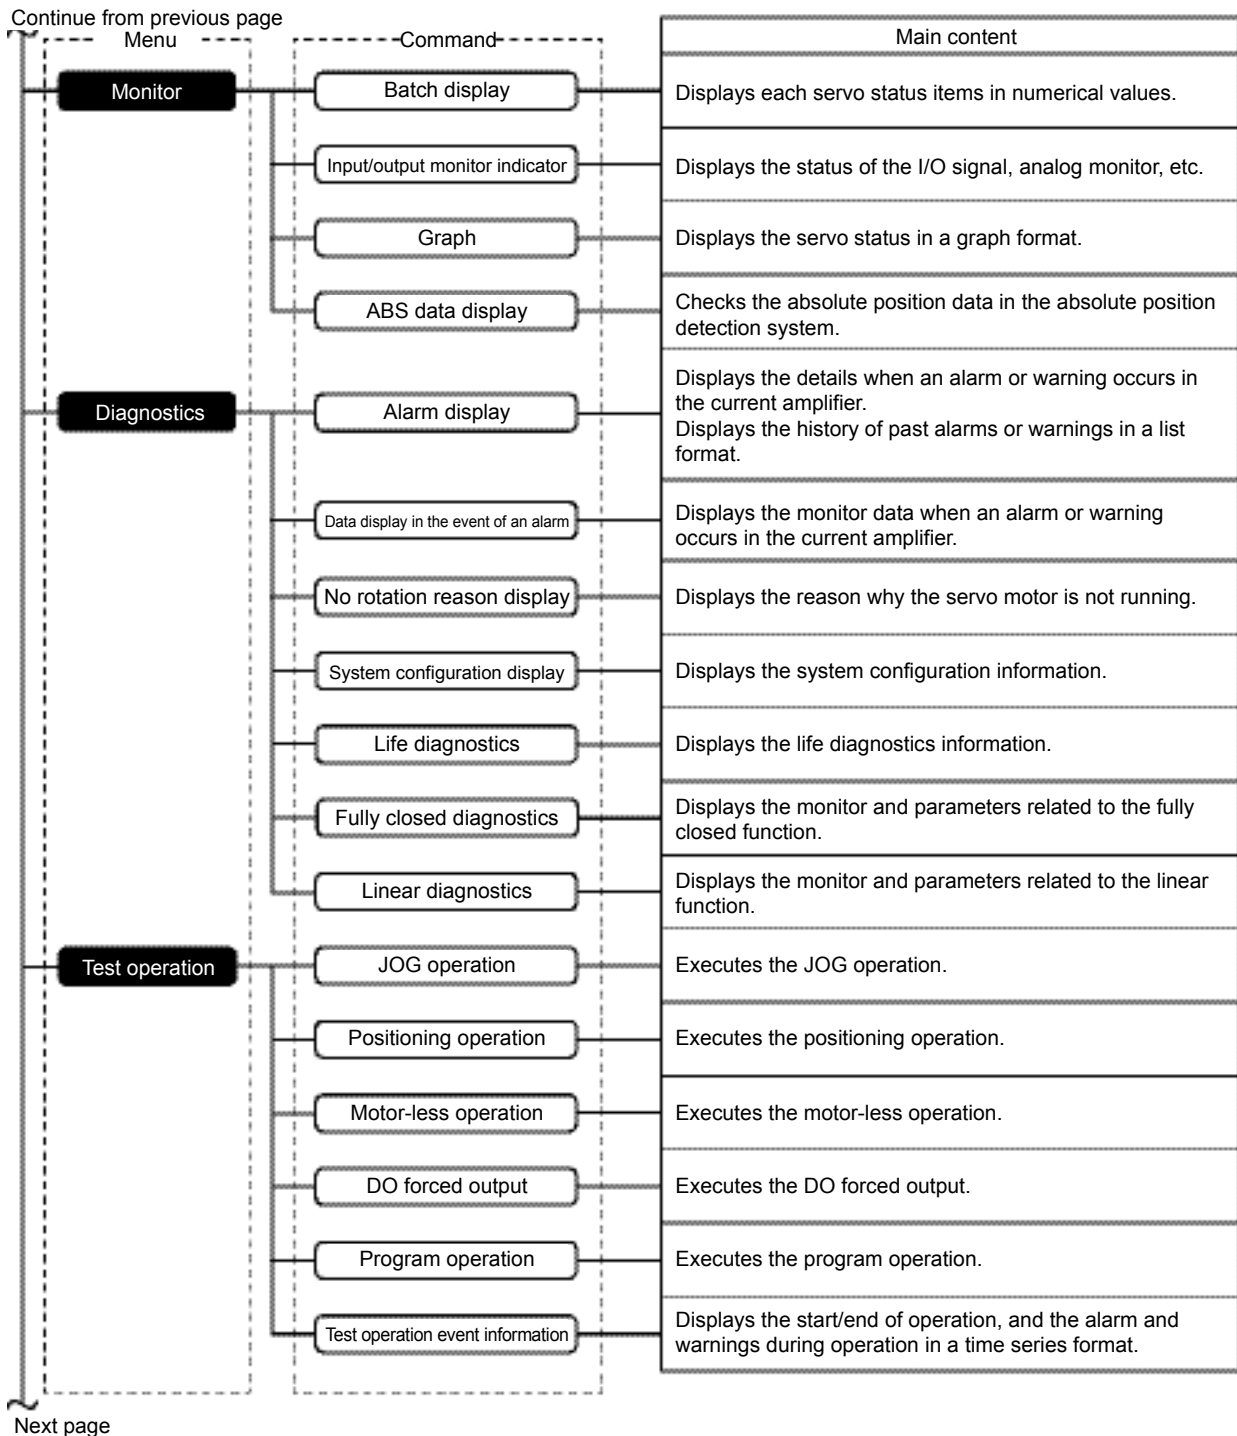 Continue from previous page
Menu
Command
Main content
Monitor
Batch display
Displays each servo status items in numerical values.
Input/output monitor indicator
Displays the status of the I/O signal, analog monitor, etc.
Graph
Displays the servo status in a graph format.
ABS data display
Checks the absolute position data in the absolute position
detection system.
Diagnostics
Alarm display
Displays the details when an alarm or warning occurs in
the current amplifier.
Displays the history of past alarms or warnings in a list
format.
Data display in the event of an alarm
Displays the monitor data when an alarm or warning
occurs in the current amplifier.
No rotation reason display
Displays the reason why the servo motor is not running.
System configuration display
Displays the system configuration information.
Life diagnostics
Displays the life diagnostics information.
Fully closed diagnostics
Displays the monitor and parameters related to the fully
closed function.
Linear diagnostics
Displays the monitor and parameters related to the linear
function.
Test operation
JOG operation
Executes the JOG operation.
Positioning operation
Executes the positioning operation.
Motor-less operation
Executes the motor-less operation.
DO forced output
Executes the DO forced output.
Program operation
Executes the program operation.
Test operation event information
Displays the start/end of operation, and the alarm and
warnings during operation in a time series format.
Next page